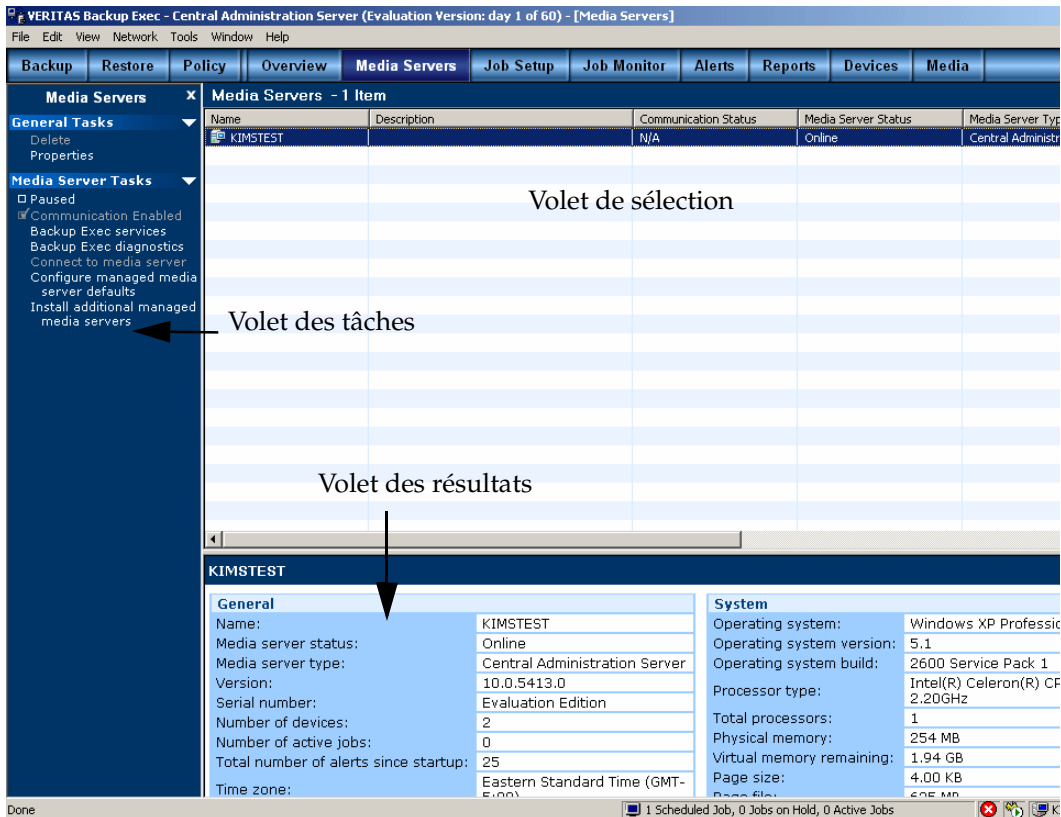 VERITAS Backup Exec - Central Administration Server (Evaluation Version: day 1 of 60) - [Media Servers]
File Edit View Network Tools Window Help
Backup Restore Policy Overview Media Servers Job Setup Job Monitor Alerts Reports Devices Media
Media Servers x
General Tasks
Delete
Properties
Media Server Tasks
Paused
Communication Enabled
Backup Exec services
Backup Exec diagnostics
Connect to media server
Configure managed media
server defaults
Install additional managed
media servers
Volet des tâches
Media Servers - 1 Item
Name Description Communication Status Media Server Status Media Server Typ
KIMSTEST N/A Online Central Administr
Volet de sélection
Volet des résultats
KIMSTEST
General
Name: KIMSTEST
Media server status: Online
Media server type: Central Administration Server
Version: 10.0.5413.0
Serial number: Evaluation Edition
Number of devices: 2
Number of active jobs: 0
Total number of alerts since startup: 25
Time zone: Eastern Standard Time (GMT-
5:00)
System
Operating system: Windows XP Professio
Operating system version: 5.1
Operating system build: 2600 Service Pack 1
Processor type: Intel(R) Celeron(R) CP
2.20GHz
Total processors: 1
Physical memory: 254 MB
Virtual memory remaining: 1.94 GB
Page size: 4.00 KB
Page file: 625 MB
Done 1 Scheduled Job, 0 Jobs on Hold, 0 Active Jobs K